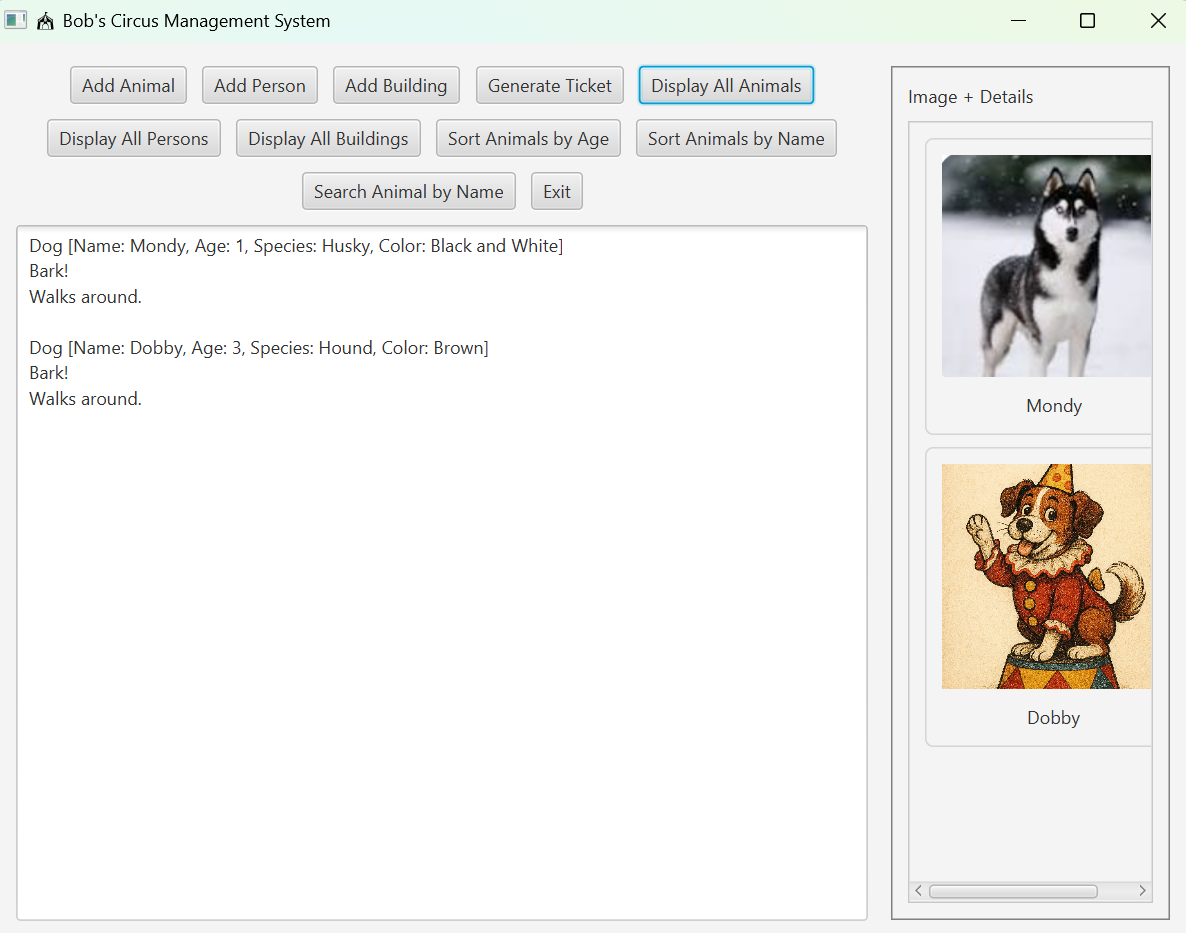 Bob's Circus Management System
Add Animal Add Person Add Building Generate Ticket Display All Animals
Display All Persons Display All Buildings Sort Animals by Age Sort Animals by Name
Search Animal by Name Exit
Dog [Name: Mondy, Age: 1, Species: Husky, Color: Black and White]
Bark!
Walks around.
Dog [Name: Dobby, Age: 3, Species: Hound, Color: Brown]
Bark!
Walks around.
Image + Details
Mondy
Dobby